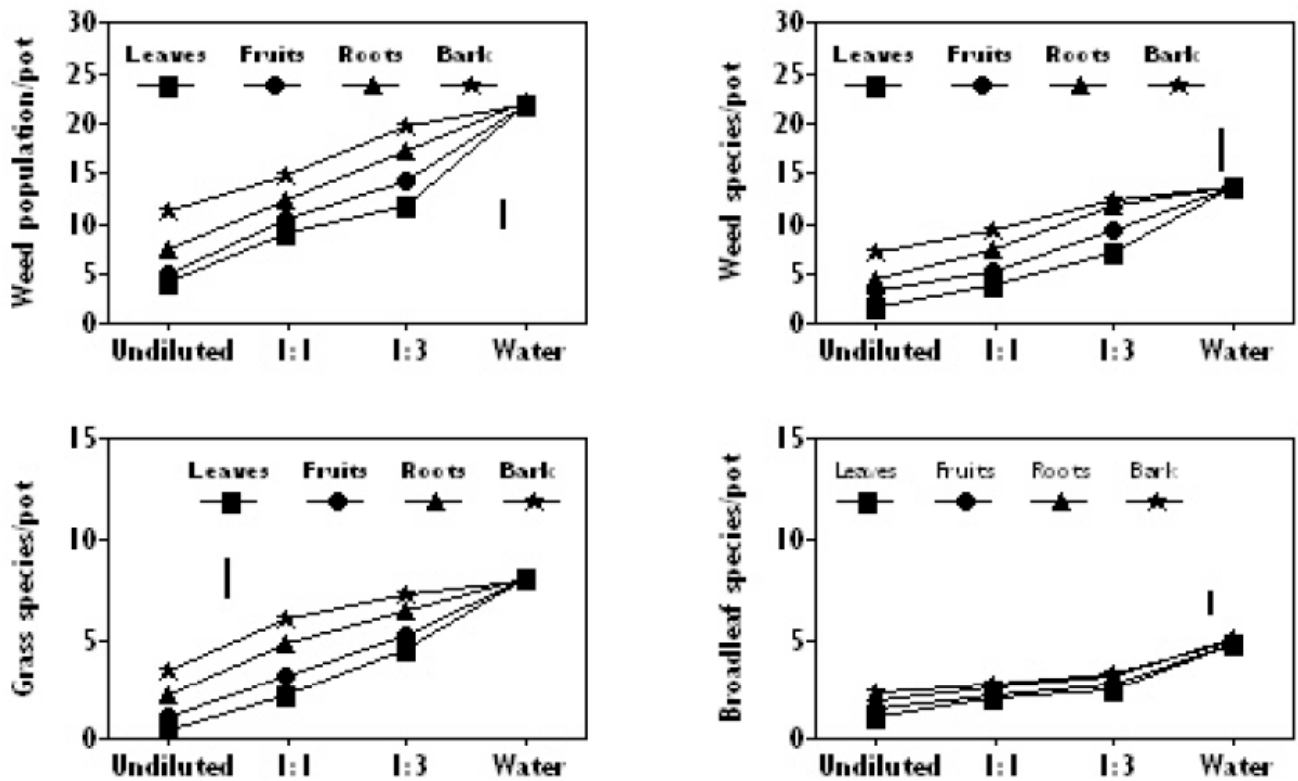 Weed population/pot
30
25
20
15
10
5
0
Leaves Fruits Roots Bark
Undiluted 1:1 1:3 Water
Weed species/pot
30
25
20
15
10
5
0
Leaves Fruits Roots Bark
Undiluted 1:1 1:3 Water
Grass species/pot
15
10
5
0
Leaves Fruits Roots Bark
Undiluted 1:1 1:3 Water
Broadleaf species/pot
15
10
5
0
Leaves Fruits Roots Bark
Undiluted 1:1 1:3 Water